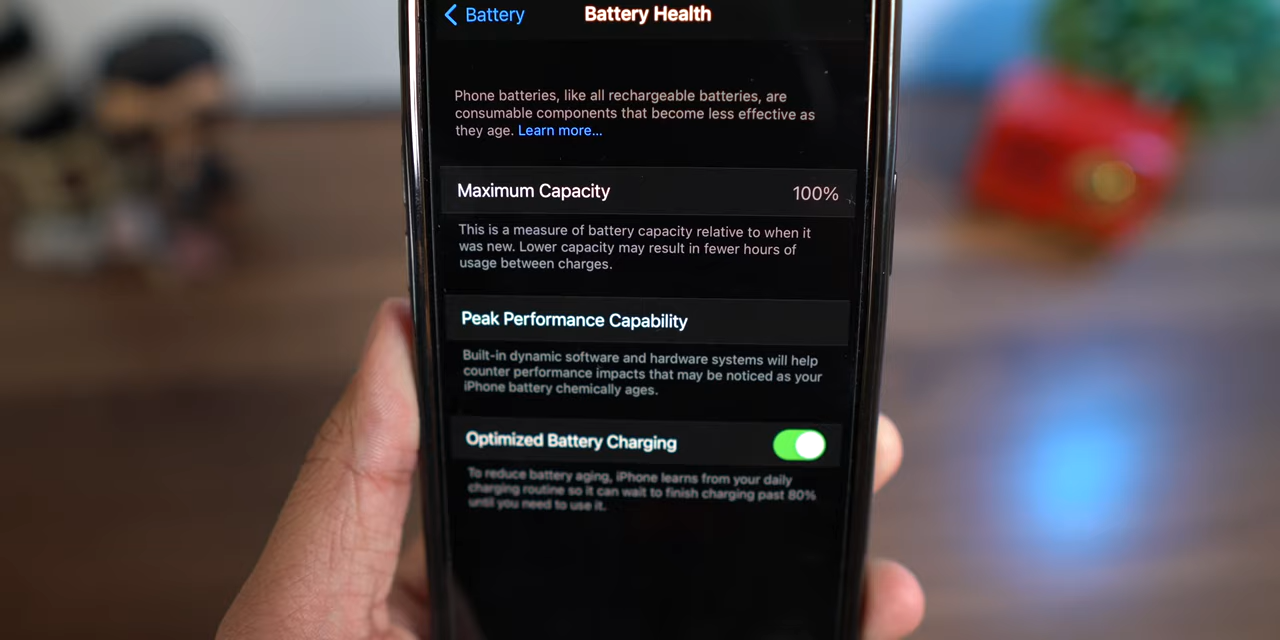 Battery Battery Health
Phone batteries, like all rechargeable batteries, are
consumable components that become less effective as
they age. Learn more...
Maximum Capacity 100%
This is a measure of battery capacity relative to when it
was new. Lower capacity may result in fewer hours of
usage between charges.
Peak Performance Capability
Built-in dynamic software and hardware systems will help
counter performance impacts that may be noticed as your
iPhone battery chemically ages.
Optimized Battery Charging
To reduce battery aging, iPhone learns from your daily
charging routine so it can wait to finish charging past 80%
until you need to use it.